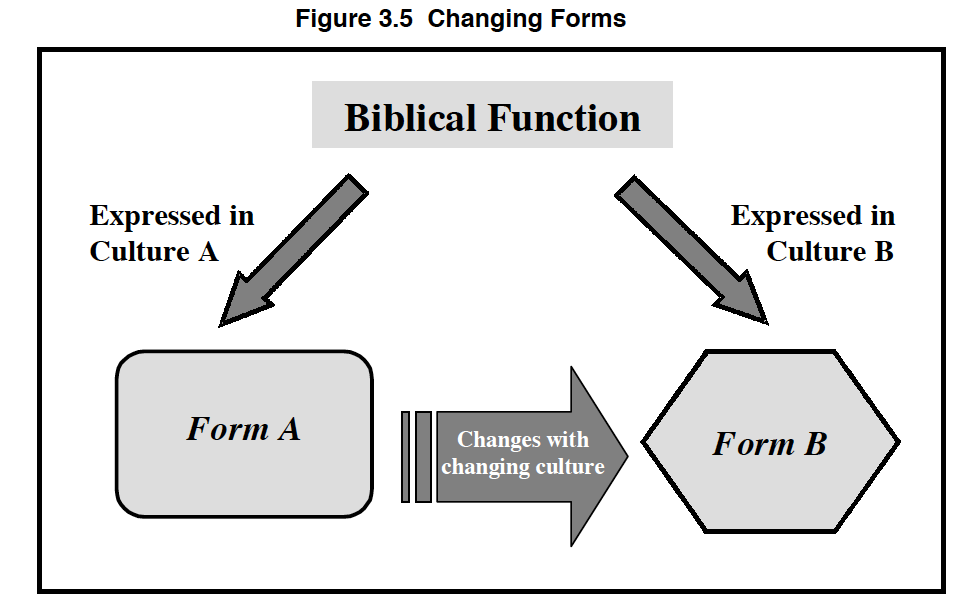 Figure 3.5 Changing Forms
Biblical Function
Expressed in
Culture A
Expressed in
Culture B
Form A
Changes with
changing culture
Form B